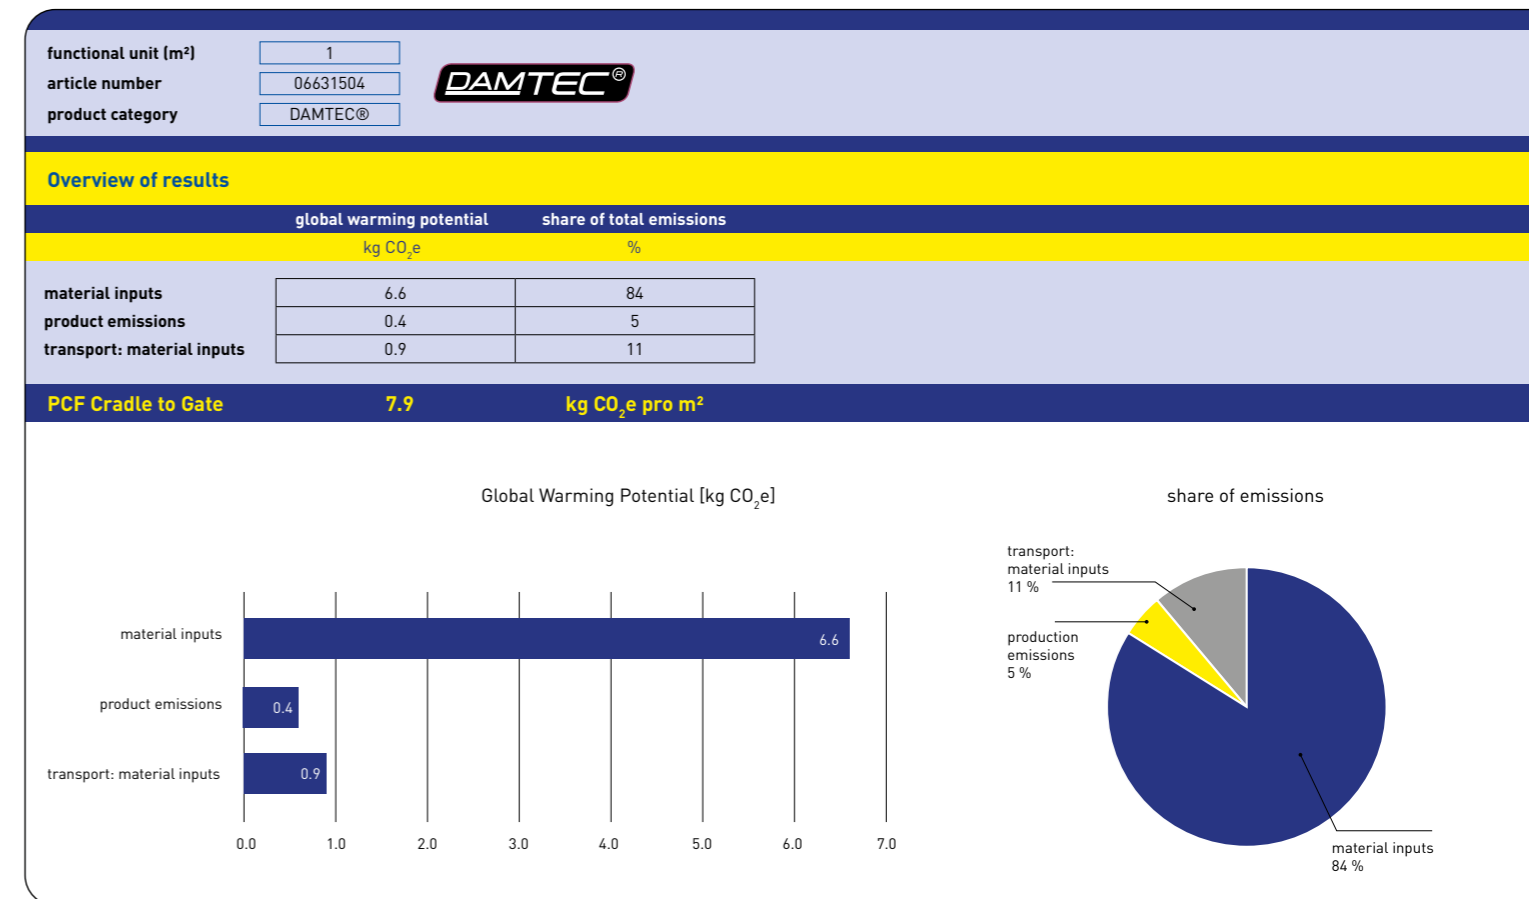 functional unit (m²) 1
article number 06631504
product category DAMTEC®
DAMTEC®
Overview of results
global warming potential share of total emissions
kg CO₂e %
material inputs 6.6 84
product emissions 0.4 5
transport: material inputs 0.9 11
PCF Cradle to Gate 7.9 kg CO₂e pro m²
Global Warming Potential [kg CO₂e]
material inputs 6.6
product emissions 0.4
transport: material inputs 0.9
0.0 1.0 2.0 3.0 4.0 5.0 6.0 7.0
share of emissions
transport:
material inputs
11 %
production
emissions
5 %
material inputs
84 %